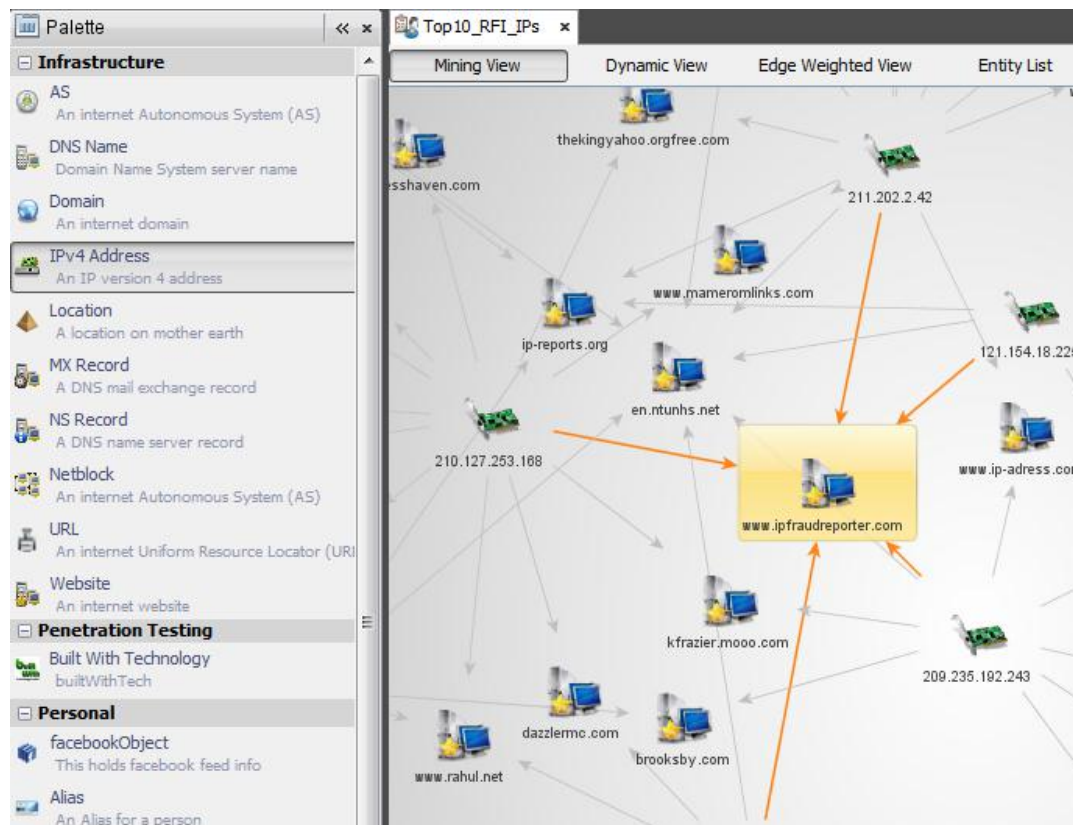 Palette
Infrastructure
AS
An internet Autonomous System (AS)
DNS Name
Domain Name System server name
Domain
An internet domain
IPv4 Address
An IP version 4 address
Location
A location on mother earth
MX Record
A DNS mail exchange record
NS Record
A DNS name server record
Netblock
An internet Autonomous System (AS)
URL
An internet Uniform Resource Locator (URI
Website
An internet website
Penetration Testing
Built With Technology
builtWithTech
Personal
facebookObject
This holds facebook feed info
Alias
An Alias for a person
Top10_RFI_IPs
Mining View Dynamic View Edge Weighted View Entity List
thekingyahoo.orgfree.com
esshaven.com
211.202.2.42
www.mameromlinks.com
ip-reports.org
121.154.18.229
en.ntunhs.net
210.127.253.168
www.ip-adress.com
www.ipfraudreporter.com
kfrazier.mooo.com
209.235.192.243
dazzlermc.com
brooksby.com
www.rahul.net